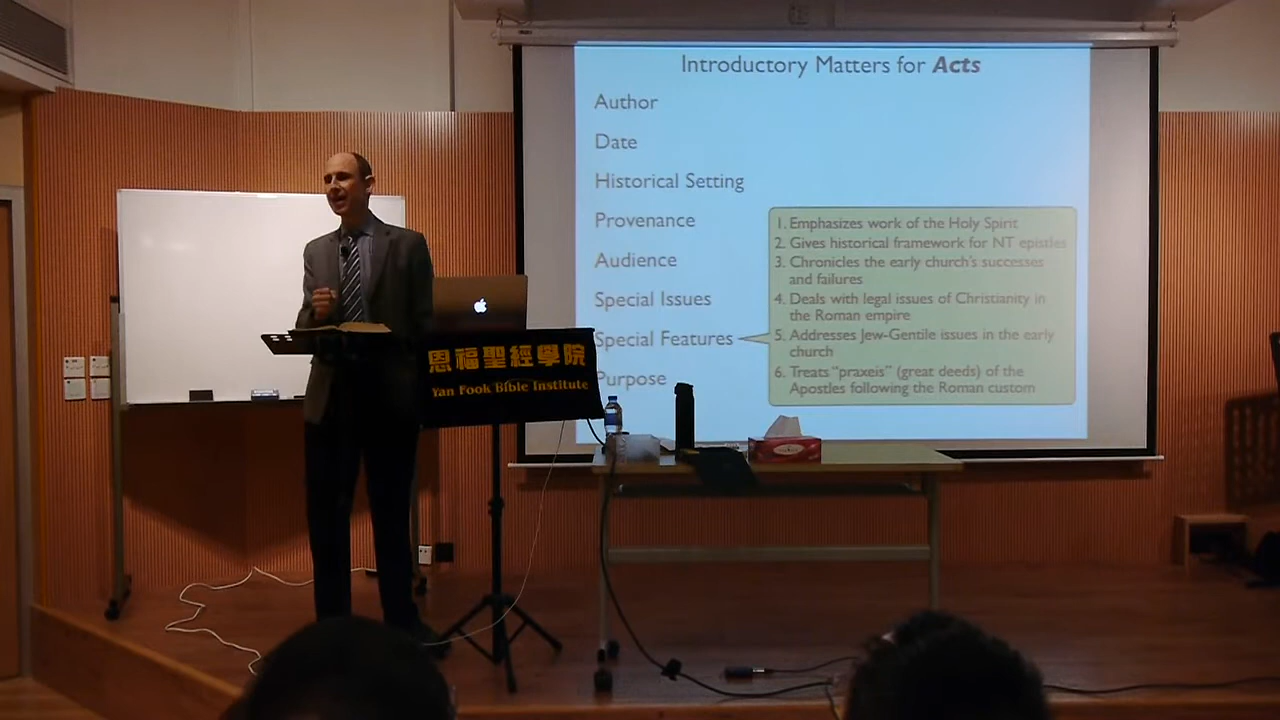 Introductory Matters for Acts
Author
Date
Historical Setting
Provenance
Audience
Special Issues
Special Features
Purpose
1. Emphasizes work of the Holy Spirit
2. Gives historical framework for NT epistles
3. Chronicles the early church's successes
and failures
4. Deals with legal issues of Christianity in
the Roman empire
5. Addresses Jew-Gentile issues in the early
church
6. Treats "praxeis" (great deeds) of the
Apostles following the Roman custom
恩福聖經學院
Yan Fook Bible Institute